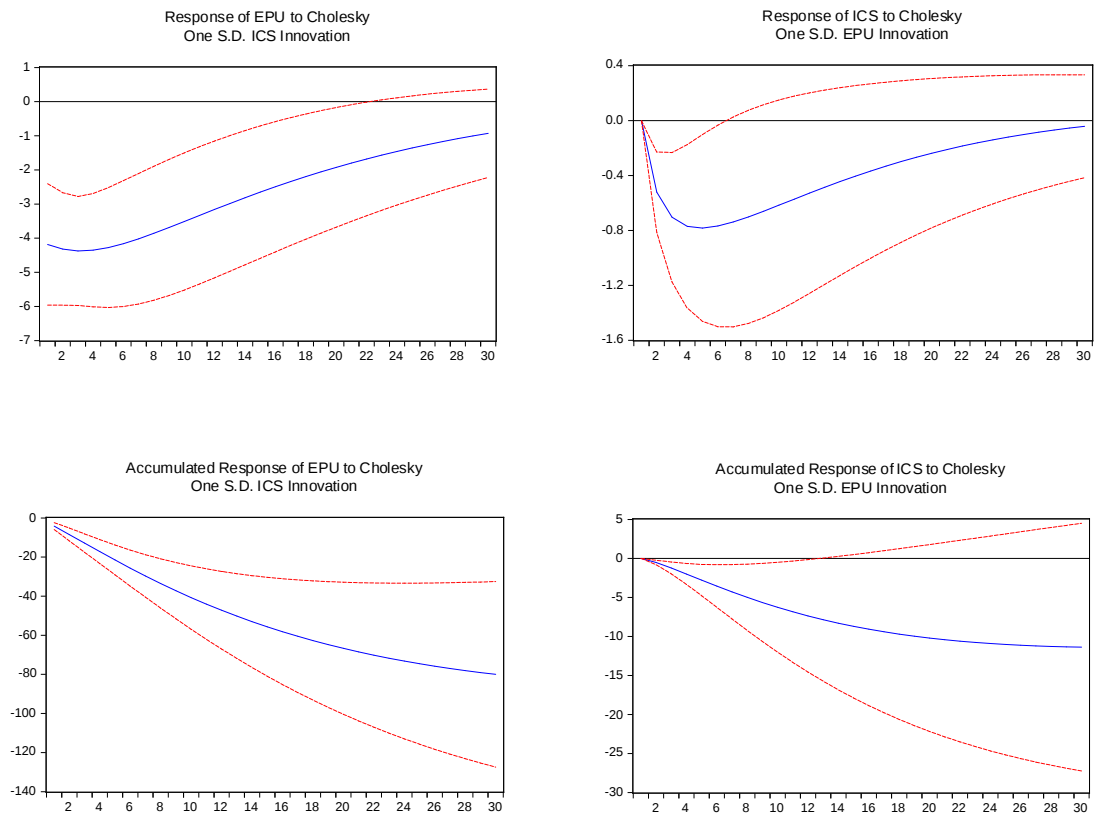 Response of EPU to Cholesky
One S.D. ICS Innovation
1
0
-1
-2
-3
-4
-5
-6
-7
2 4 6 8 10 12 14 16 18 20 22 24 26 28 30
Response of ICS to Cholesky
One S.D. EPU Innovation
0.4
0.0
-0.4
-0.8
-1.2
-1.6
2 4 6 8 10 12 14 16 18 20 22 24 26 28 30
Accumulated Response of EPU to Cholesky
One S.D. ICS Innovation
0
-20
-40
-60
-80
-100
-120
-140
2 4 6 8 10 12 14 16 18 20 22 24 26 28 30
Accumulated Response of ICS to Cholesky
One S.D. EPU Innovation
5
0
-5
-10
-15
-20
-25
-30
2 4 6 8 10 12 14 16 18 20 22 24 26 28 30